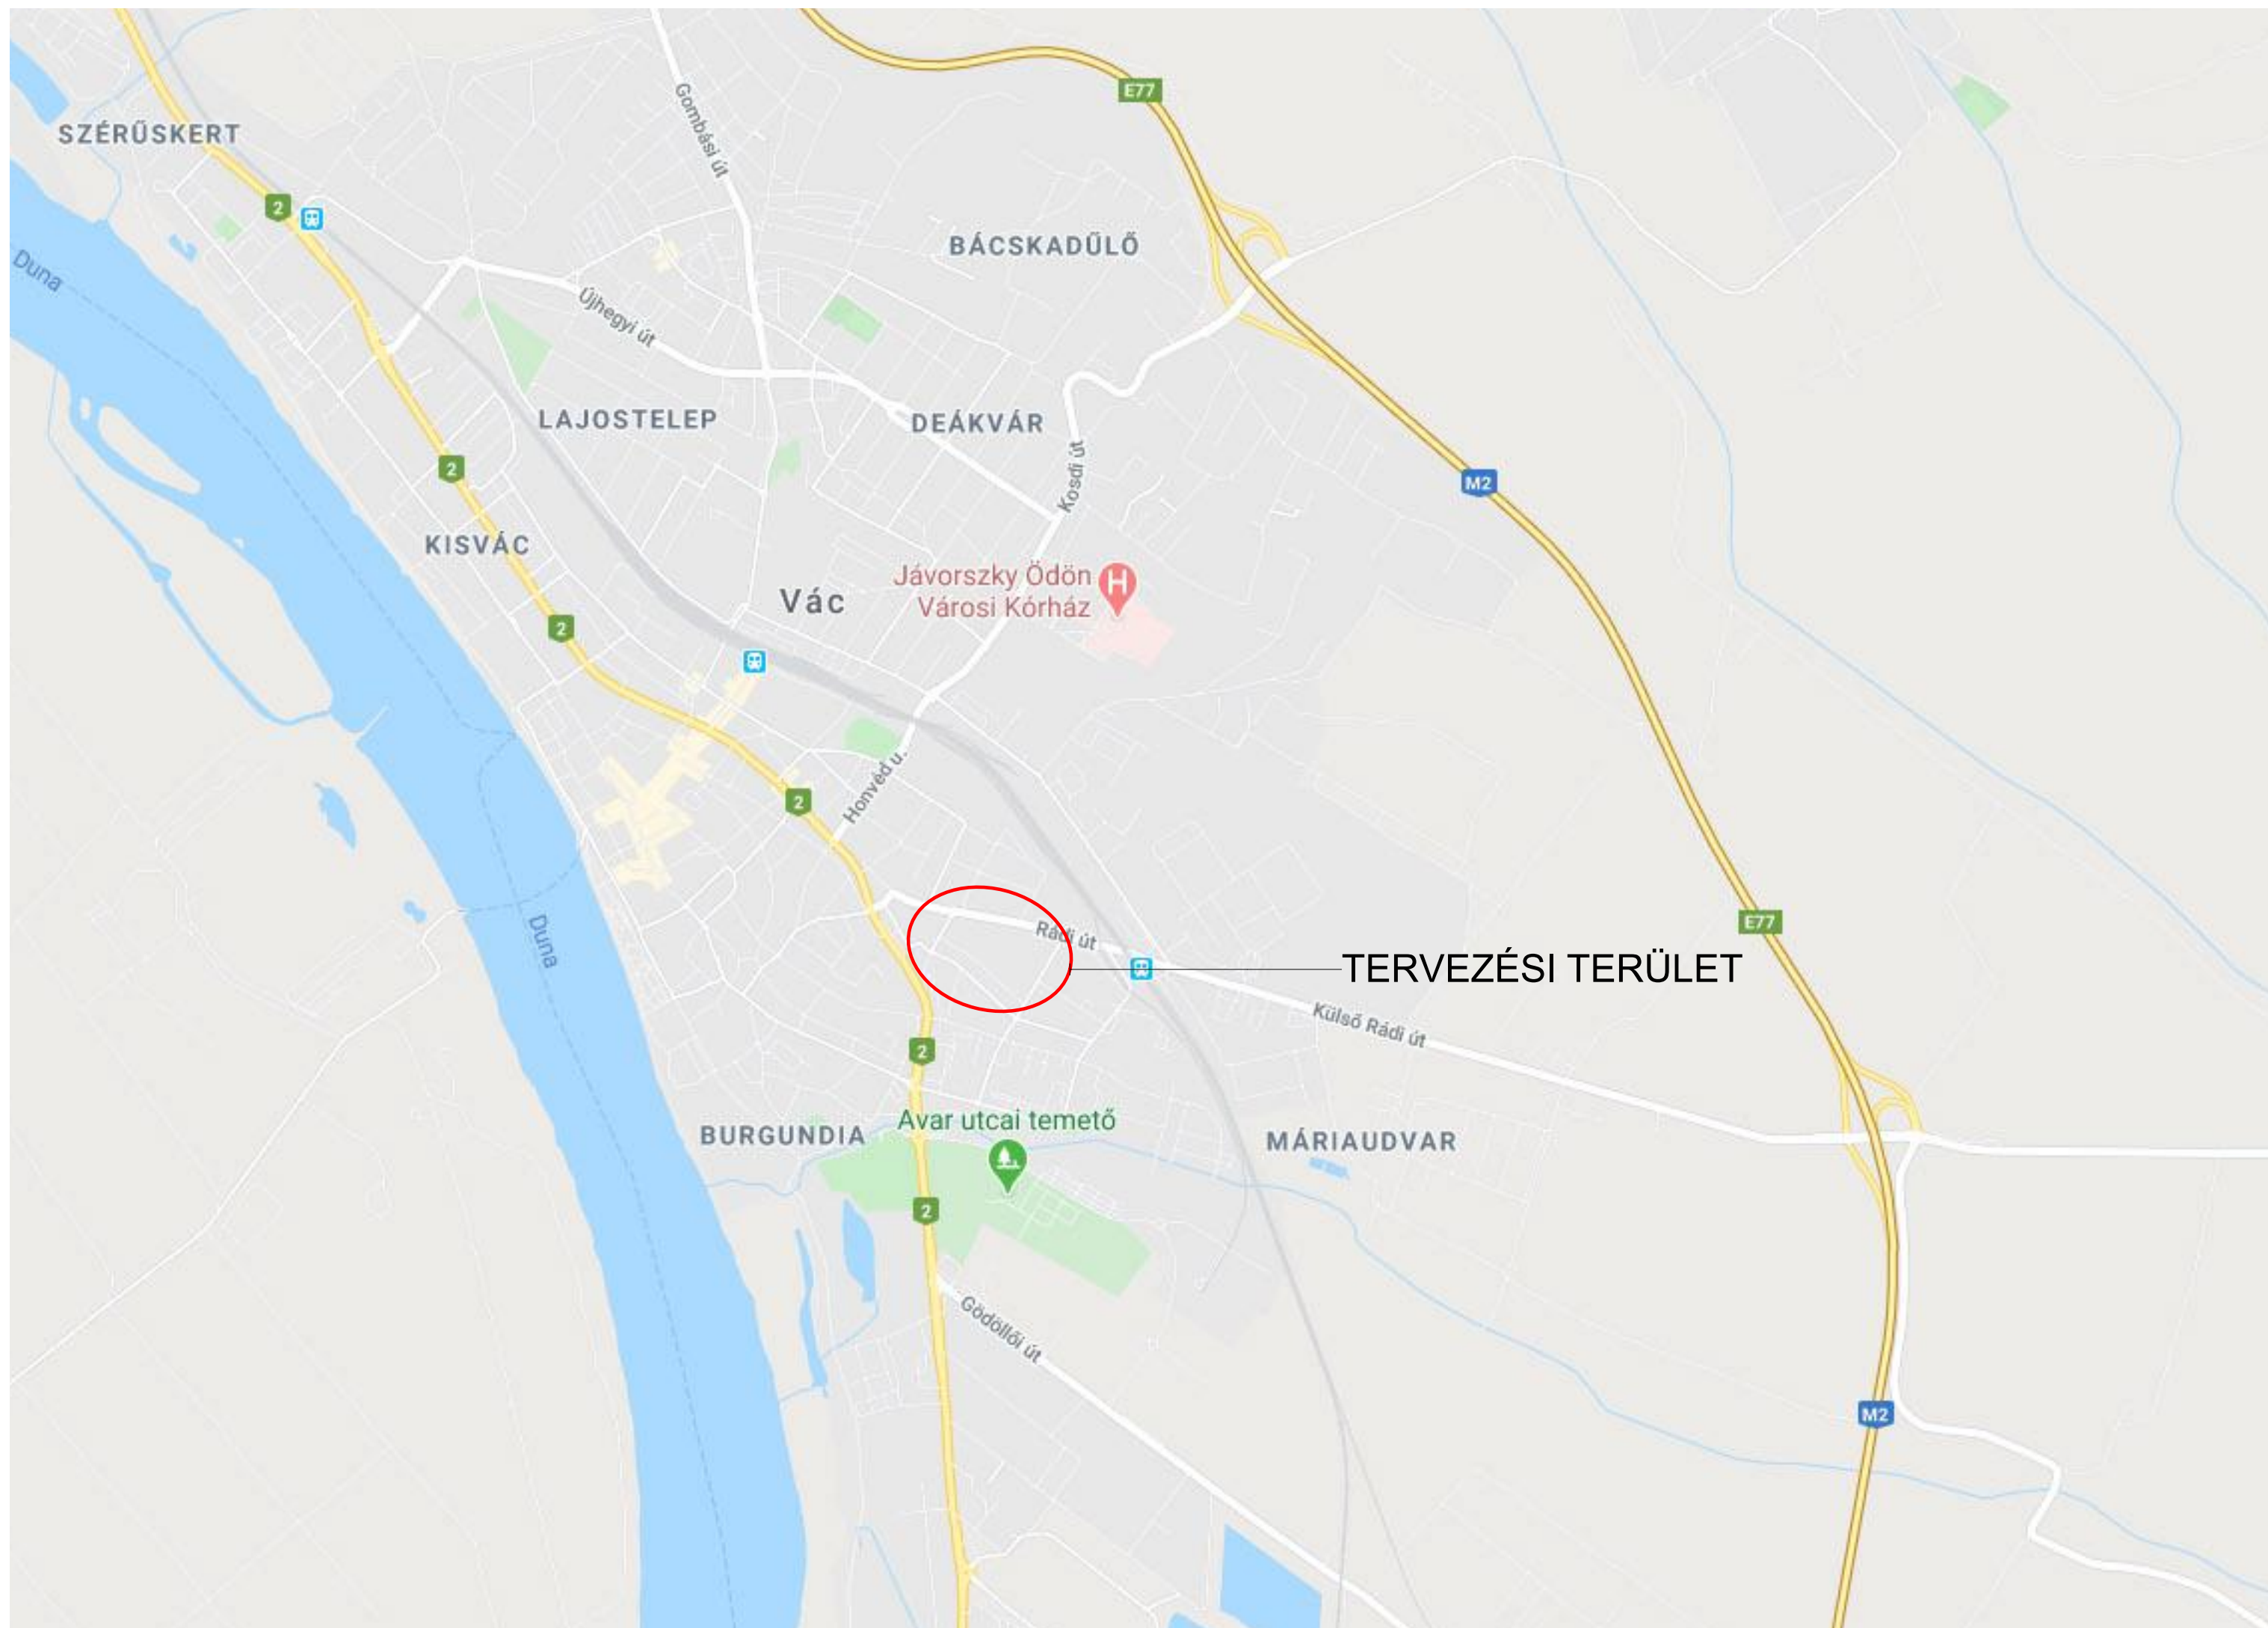 E77
SZÉRŰSKERT
Gombási út
2
BÁCSKADŰLŐ
Duna
Újhegyi út
LAJOSTELEP
DEÁKVÁR
2
Kosdi út
M2
KISVÁC
Jávorszky Ödön
Városi Kórház
H
Vác
2
Honvéd u.
2
E77
Rádi út
Duna
TERVEZÉSI TERÜLET
Külső Rádi út
2
Avar utcai temető
BURGUNDIA
MÁRIAUDVAR
2
Gödöllői út
M2